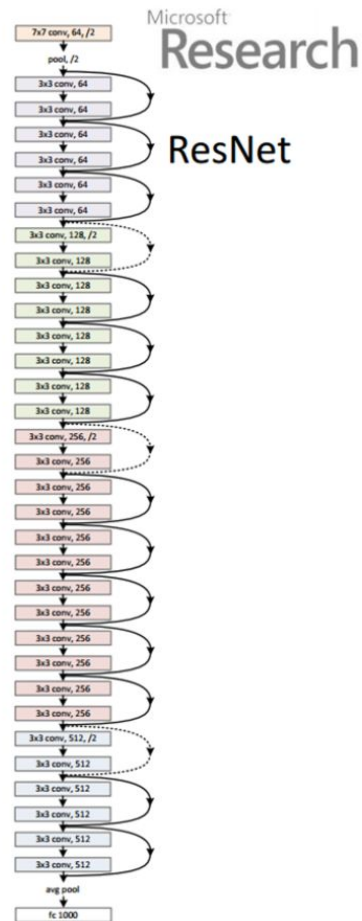 Microsoft
Research
ResNet
7x7 conv, 64, /2
pool, /2
3x3 conv, 64
3x3 conv, 64
3x3 conv, 64
3x3 conv, 64
3x3 conv, 64
3x3 conv, 64
3x3 conv, 128, /2
3x3 conv, 128
3x3 conv, 128
3x3 conv, 128
3x3 conv, 128
3x3 conv, 128
3x3 conv, 128
3x3 conv, 128
3x3 conv, 256, /2
3x3 conv, 256
3x3 conv, 256
3x3 conv, 256
3x3 conv, 256
3x3 conv, 256
3x3 conv, 256
3x3 conv, 256
3x3 conv, 256
3x3 conv, 256
3x3 conv, 256
3x3 conv, 256
3x3 conv, 512, /2
3x3 conv, 512
3x3 conv, 512
3x3 conv, 512
3x3 conv, 512
3x3 conv, 512
avg pool
fc 1000